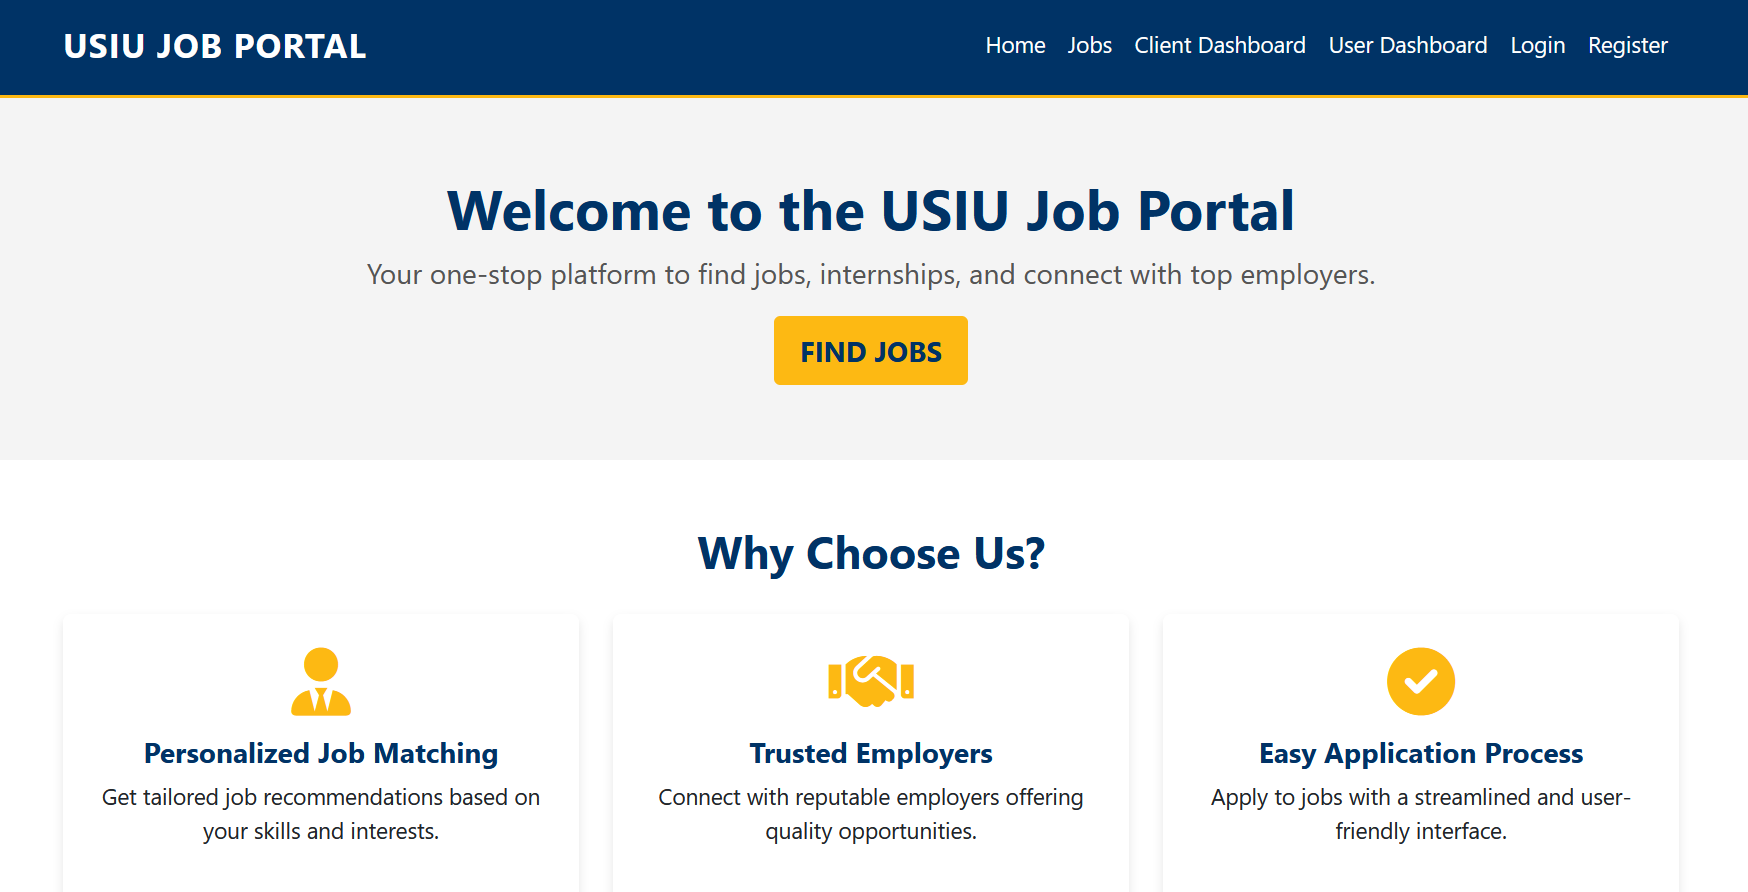 USIU JOB PORTAL
Home Jobs Client Dashboard User Dashboard Login Register
Welcome to the USIU Job Portal
Your one-stop platform to find jobs, internships, and connect with top employers.
FIND JOBS
Why Choose Us?
Personalized Job Matching
Get tailored job recommendations based on
your skills and interests.
Trusted Employers
Connect with reputable employers offering
quality opportunities.
Easy Application Process
Apply to jobs with a streamlined and user-
friendly interface.